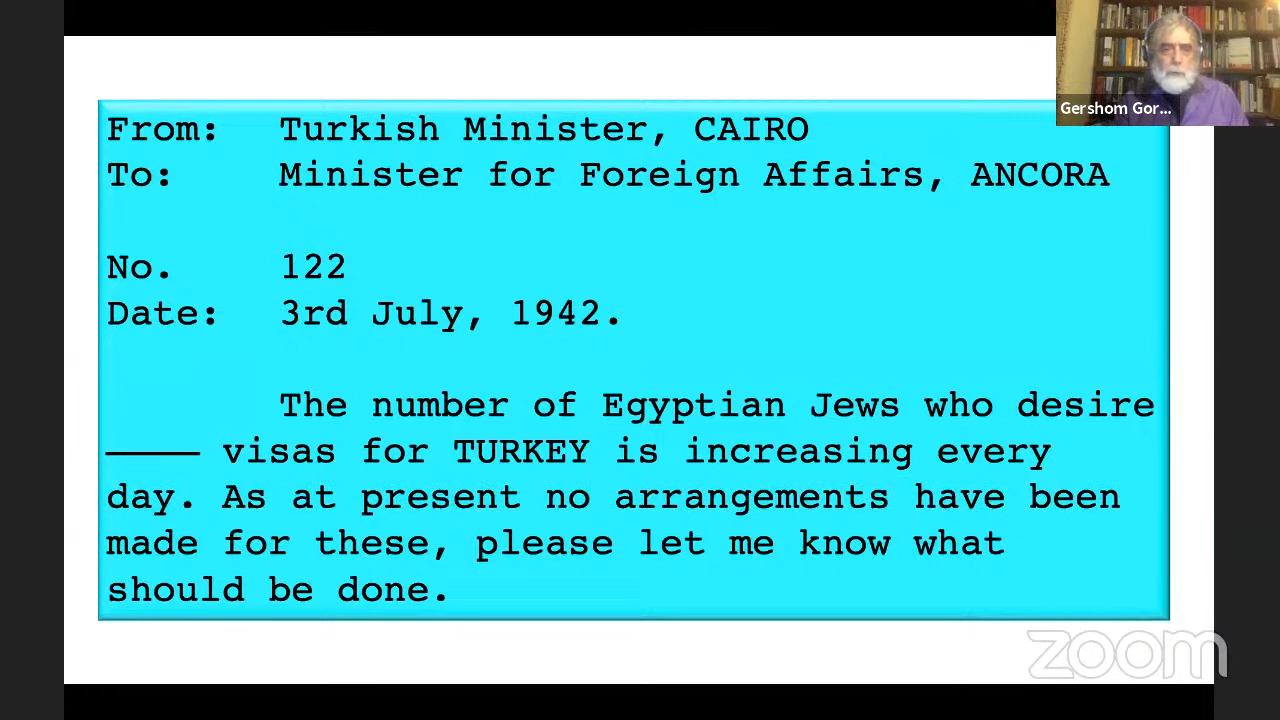 Gershom Gor...
From: Turkish Minister, CAIRO
To: Minister for Foreign Affairs, ANCORA
No. 122
Date: 3rd July, 1942.
The number of Egyptian Jews who desire
____ visas for TURKEY is increasing every
day. As at present no arrangements have been
made for these, please let me know what
should be done.
zoom